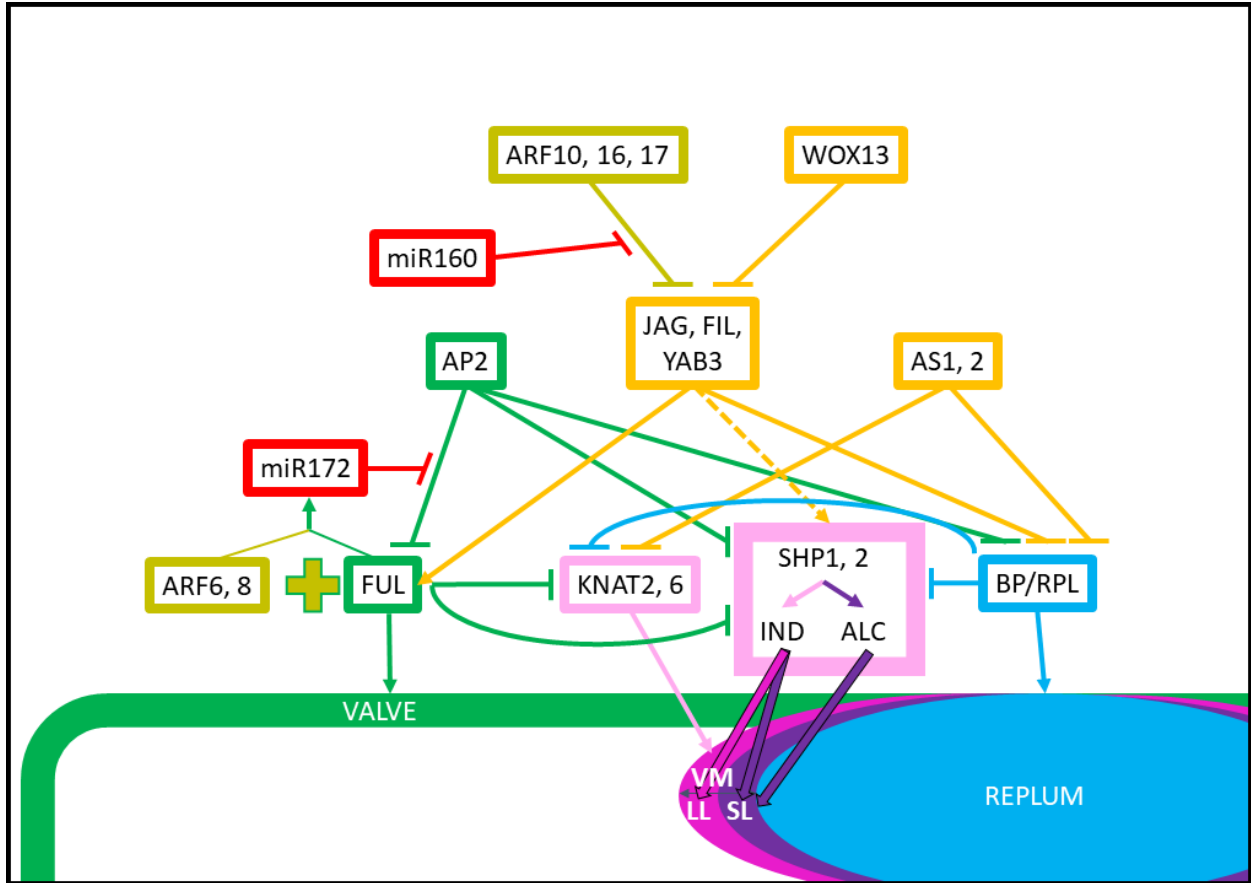 ARF10, 16, 17
WOX13
miR160
JAG, FIL,
YAB3
AP2
AS1, 2
miR172
SHP1, 2
ARF6, 8
FUL
KNAT2, 6
BP/RPL
IND
ALC
VALVE
VM
LL
SL
REPLUM